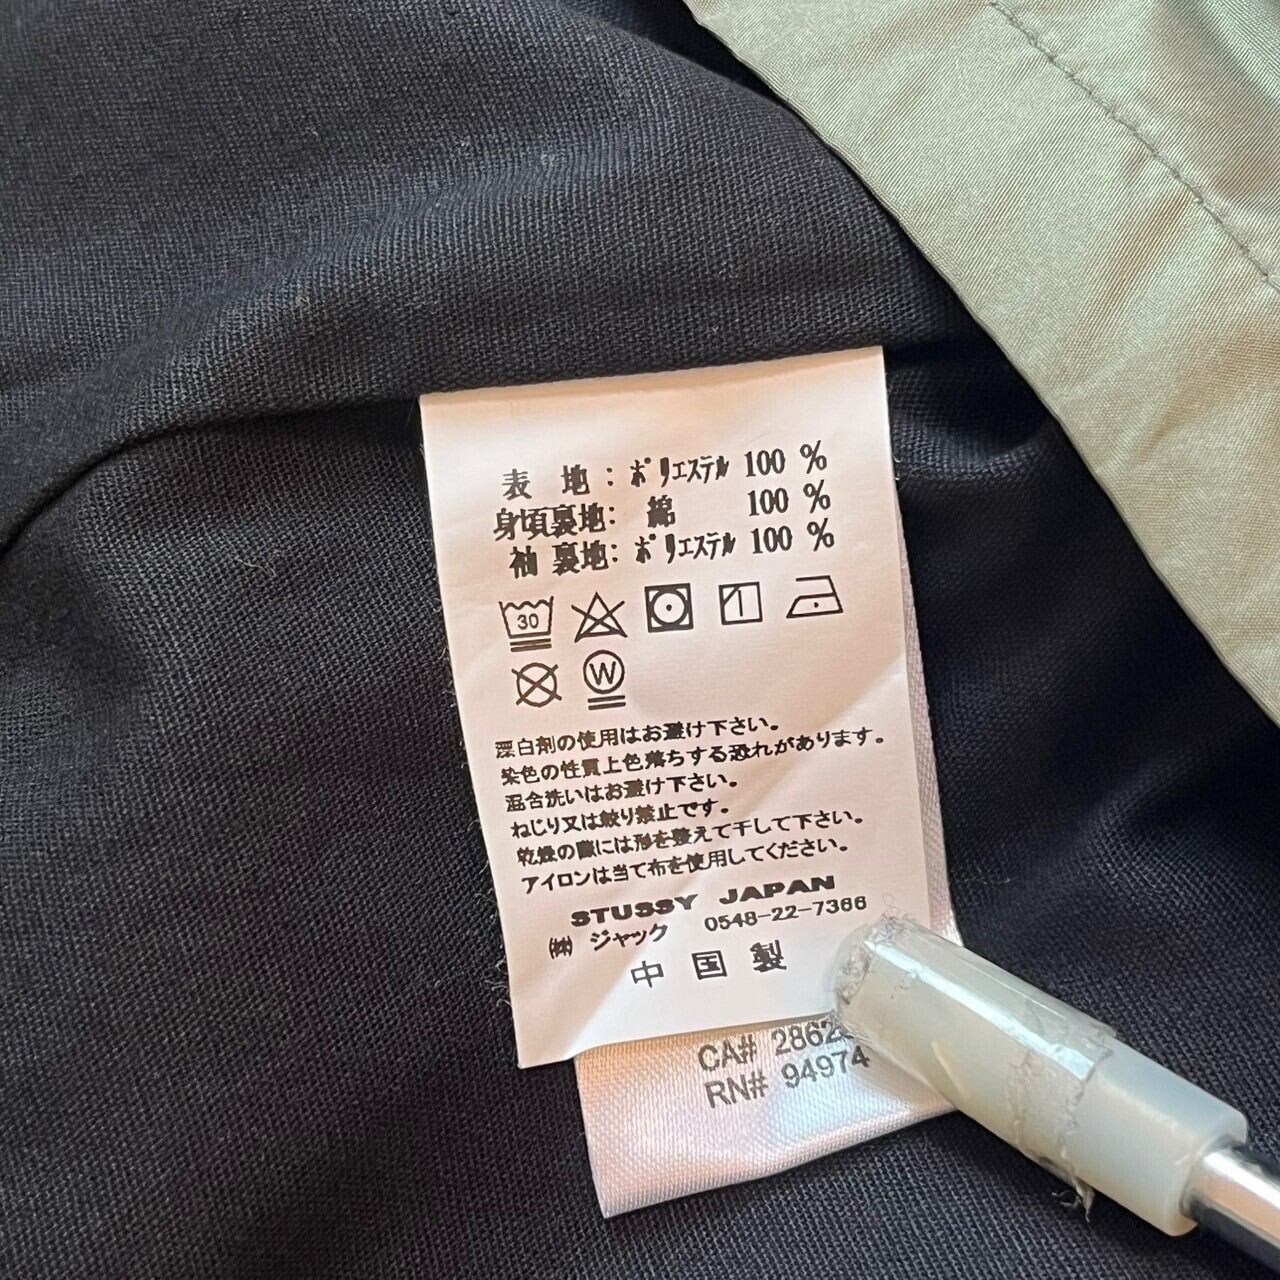 表 地：ポリエステル 100 %
身頃裏地： 綿 100 %
袖 裏地：ポリエステル 100 %
30
W
漂白剤の使用はお避け下さい。
染色の性質上色落ちする恐れがあります。
混合洗いはお避け下さい。
ねじり又は絞り禁止です。
乾燥の際には形を整えて干して下さい。
アイロンは当て布を使用してください。
STUSSY JAPAN
㈱ ジャック 0548-22-7366
中 国 製
CA#
RN# 94974